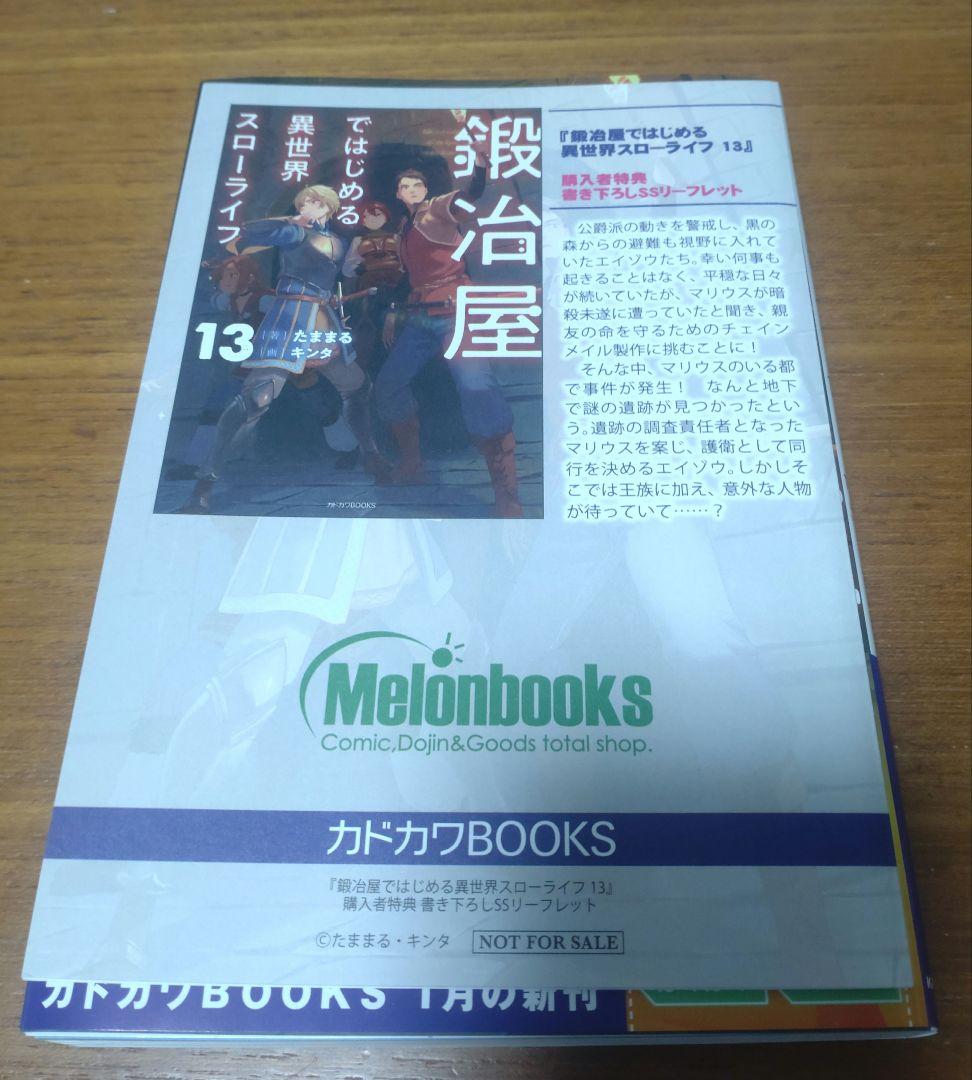 鍛冶屋
ではじめる
異世界
スローライフ
13
[著] たままる
[画] キンタ
カドカワBOOKS
『鍛冶屋ではじめる
異世界スローライフ 13』
購入者特典
書き下ろしSSリーフレット
公爵派の動きを警戒し、黒の
森からの避難も視野に入れて
いたエイゾウたち。幸い何事も
起きることはなく、平穏な日々
が続いていたが、マリウスが暗
殺未遂に遭っていたと聞き、親
友の命を守るためのチェイン
メイル製作に挑むことに！
そんな中、マリウスのいる都
で事件が発生！　なんと地下
で謎の遺跡が見つかったとい
う。遺跡の調査責任者となった
マリウスを案じ、護衛として同
行を決めるエイゾウ。しかしそ
こでは王族に加え、意外な人物
が待っていて……？
Melonbooks
Comic,Dojin&Goods total shop.
カドカワBOOKS
『鍛冶屋ではじめる異世界スローライフ 13』
購入者特典 書き下ろしSSリーフレット
©たままる・キンタ NOT FOR SALE
カドカワBOOKS 1月の新刊